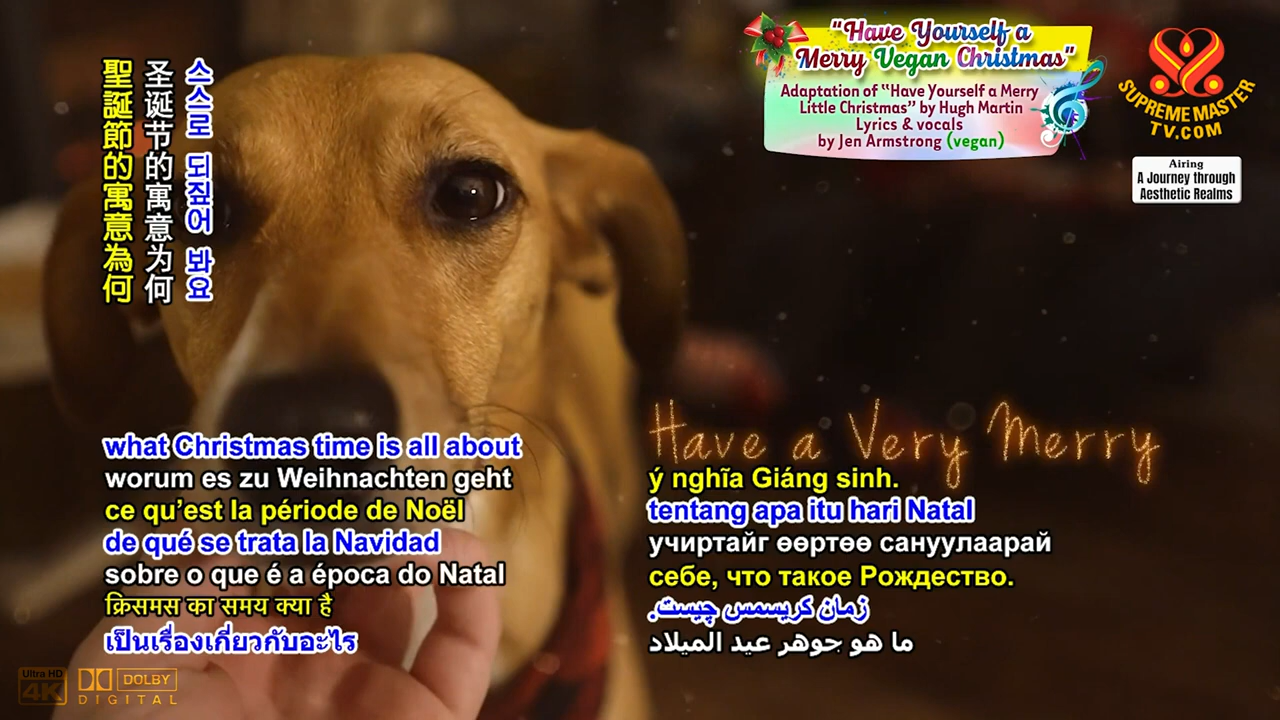 聖誕節的寓意為何
圣诞节的寓意为何
스스로 되짚어 봐요
"Have Yourself a
Merry Vegan Christmas"
Adaptation of "Have Yourself a Merry
Little Christmas" by Hugh Martin
Lyrics & vocals
by Jen Armstrong (vegan)
SUPREME MASTER
TV.COM
Airing
A Journey through
Aesthetic Realms
Have a Very Merry
what Christmas time is all about
worum es zu Weihnachten geht
ce qu’est la période de Noël
de qué se trata la Navidad
sobre o que é a época do Natal
क्रिसमस का समय क्या है
เป็นเรื่องเกี่ยวกับอะไร
ý nghĩa Giáng sinh.
tentang apa itu hari Natal
учиртайг өөртөө сануулаарай
себе, что такое Рождество.
زمان کریسمس چیست.
ما هو جوهر عيد الميلاد
Ultra HD
4K
DOLBY
DIGITAL